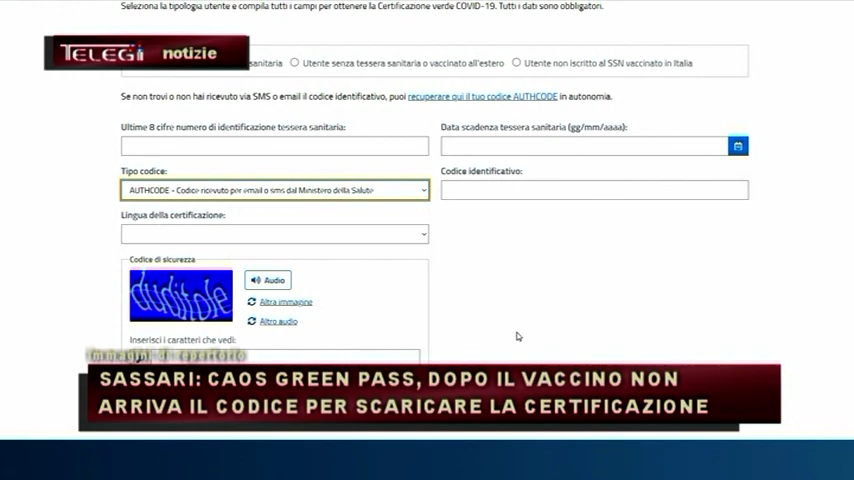 Seleziona la tipologia utente e compila tutti i campi per ottenere la Certificazione verde COVID-19. Tutti i dati sono obbligatori.
TELEGI notizie
sanitaria Utente senza tessera sanitaria o vaccinato all'estero Utente non iscritto al SSN vaccinato in Italia
Se non trovi o non hai ricevuto via SMS o email il codice identificativo, puoi recuperare qui il tuo codice AUTHCODE in autonomia.
Ultime 8 cifre numero di identificazione tessera sanitaria: Data scadenza tessera sanitaria (gg/mm/aaaa):
Tipo codice: Codice identificativo:
AUTHCODE - Codice ricevuto per email o sms dal Ministero della Salute
Lingua della certificazione:
Codice di sicurezza
duditole
Audio
Altra immagine
Altro audio
Inserisci i caratteri che vedi:
Immagini di repertorio
SASSARI: CAOS GREEN PASS, DOPO IL VACCINO NON
ARRIVA IL CODICE PER SCARICARE LA CERTIFICAZIONE